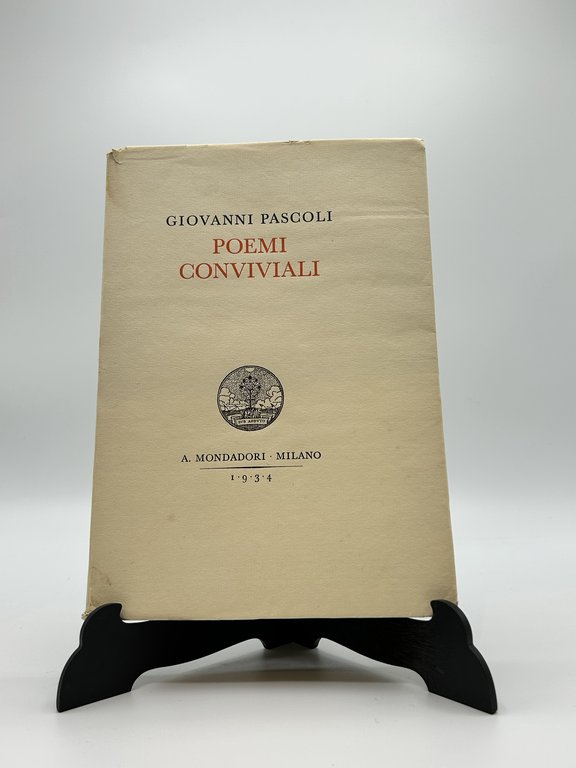 GIOVANNI PASCOLI
POEMI
CONVIVIALI
A. MONDADORI · MILANO
1·9·3·4